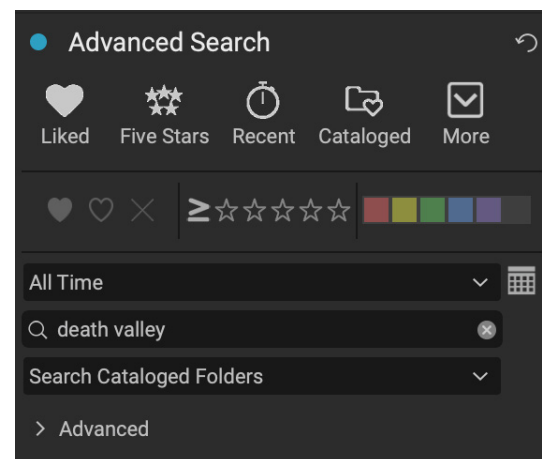 Advanced Search
Liked Five Stars Recent Cataloged More
≥
All Time
death valley
Search Cataloged Folders
Advanced